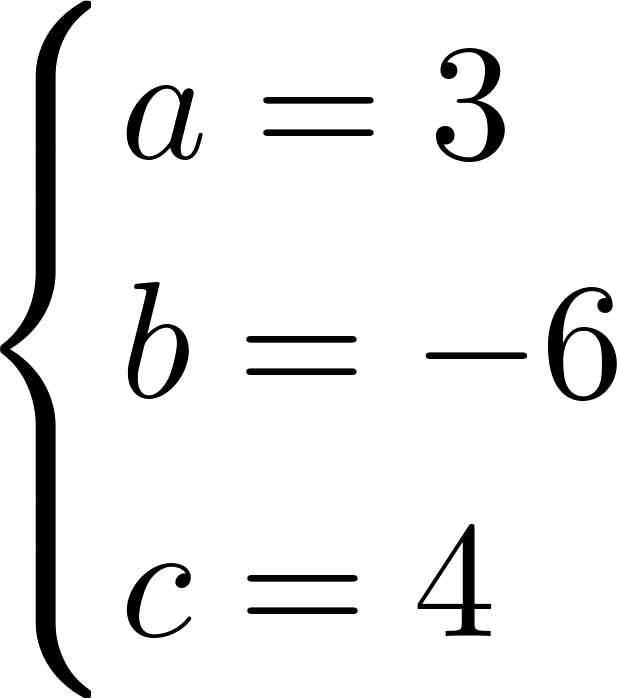 a = 3
b = −6
c = 4